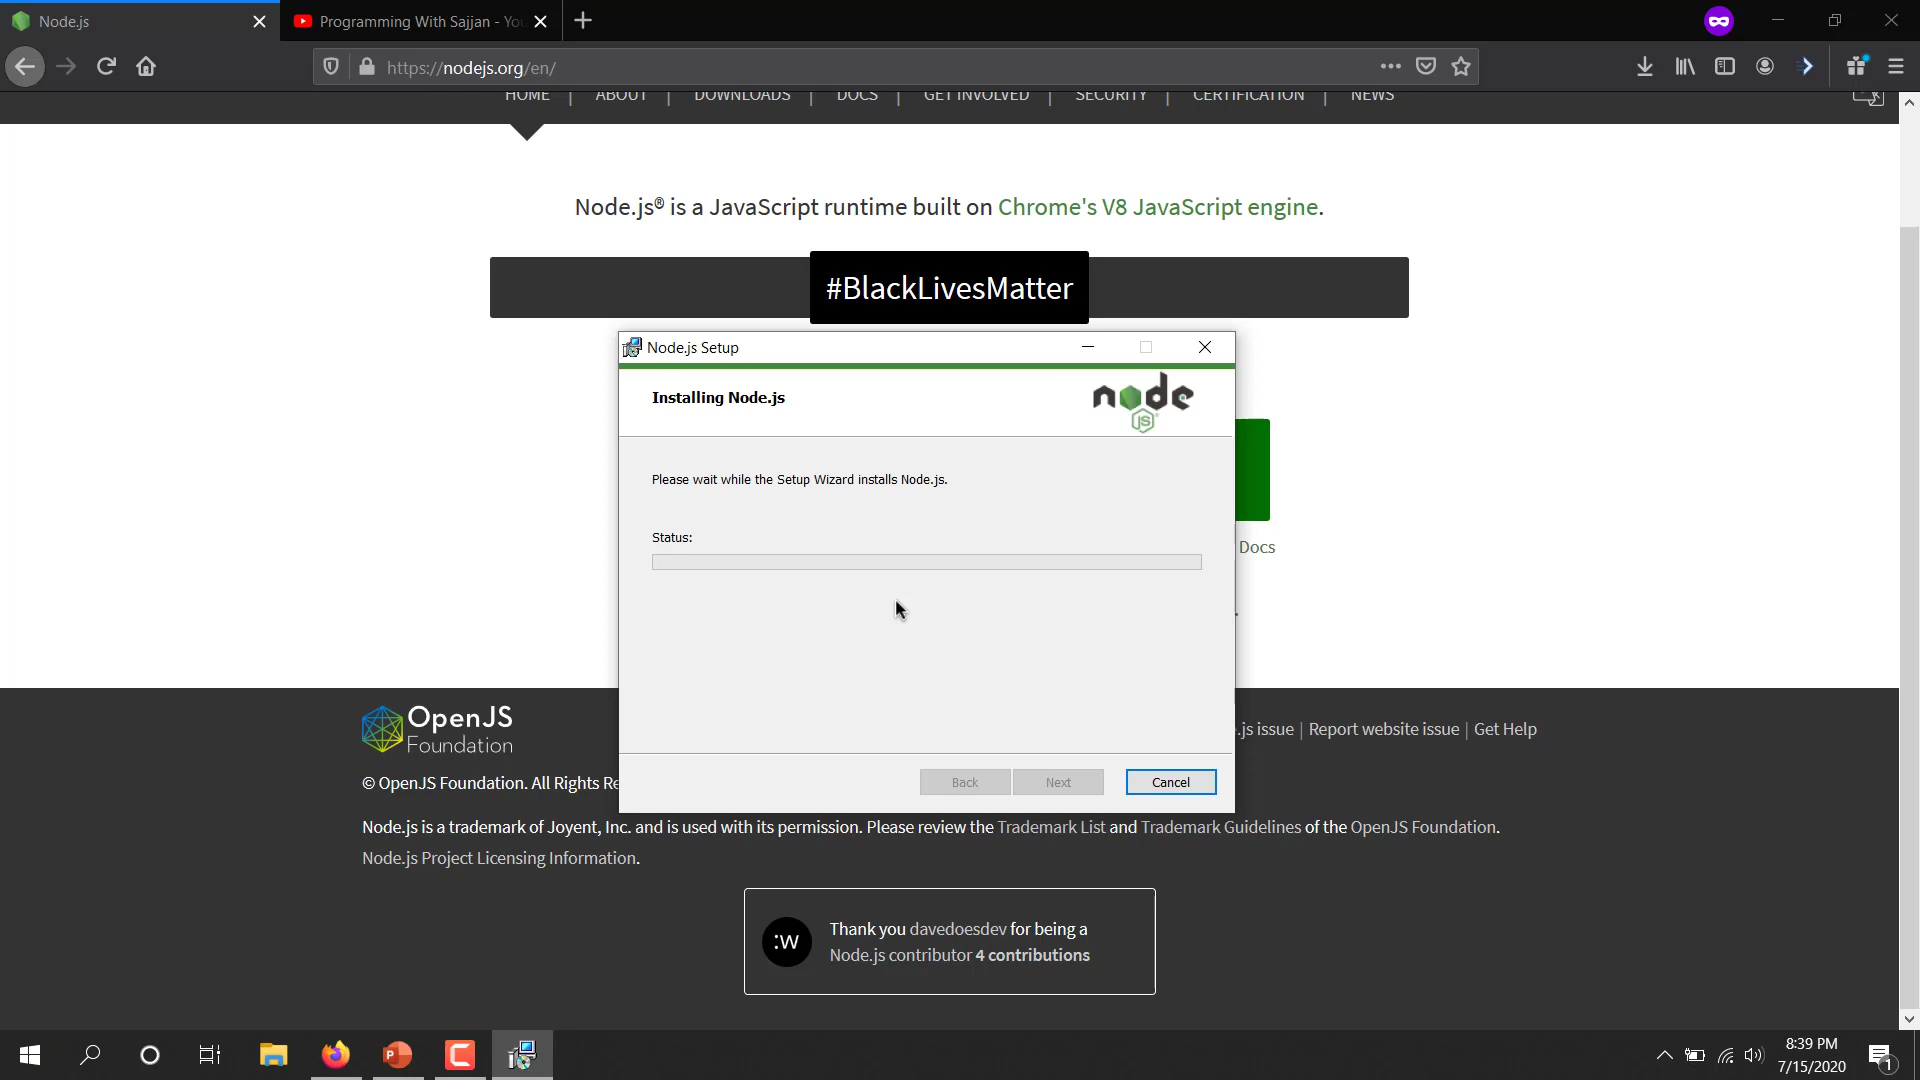 Node.js
Programming With Sajjan - You
https://nodejs.org/en/
HOME | ABOUT | DOWNLOADS | DOCS | GET INVOLVED | SECURITY | CERTIFICATION | NEWS
Node.js® is a JavaScript runtime built on Chrome's V8 JavaScript engine.
#BlackLivesMatter
Node.js Setup
Installing Node.js
node
JS
Please wait while the Setup Wizard installs Node.js.
Status:
Docs
Back
Next
Cancel
OpenJS
Foundation
.js issue | Report website issue | Get Help
© OpenJS Foundation. All Rights Re
Node.js is a trademark of Joyent, Inc. and is used with its permission. Please review the Trademark List and Trademark Guidelines of the OpenJS Foundation.
Node.js Project Licensing Information.
:W
Thank you davedoesdev for being a
Node.js contributor 4 contributions
8:39 PM
7/15/2020
1